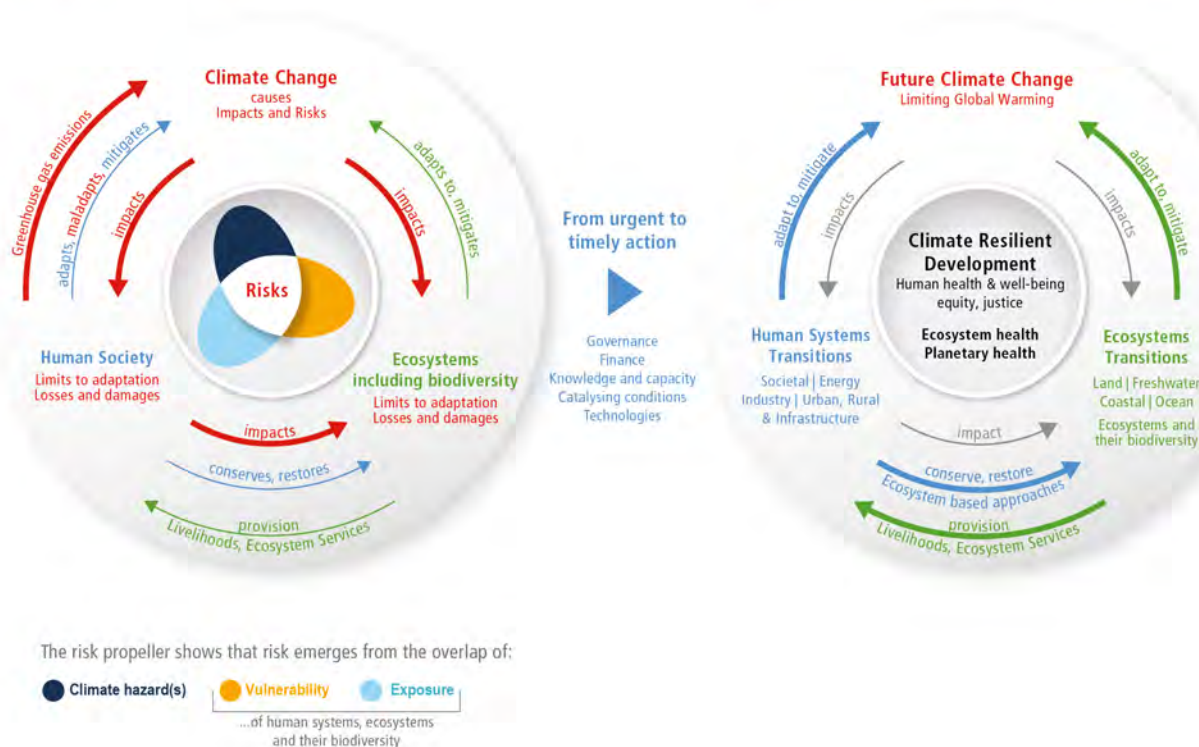 Climate Change
causes
Impacts and Risks
Greenhouse gas emissions
adapts, maladapts, mitigates
impacts
impacts
adapts to, mitigates
Risks
Human Society
Limits to adaptation
Losses and damages
Ecosystems
including biodiversity
Limits to adaptation
Losses and damages
impacts
conserves, restores
provision
Livelihoods, Ecosystem Services
From urgent to
timely action
Governance
Finance
Knowledge and capacity
Catalysing conditions
Technologies
Future Climate Change
Limiting Global Warming
adapt to, mitigate
impacts
impacts
adapt to, mitigate
Climate Resilient
Development
Human health & well-being
equity, justice
Ecosystem health
Planetary health
Human Systems
Transitions
Societal | Energy
Industry | Urban, Rural
& Infrastructure
Ecosystems
Transitions
Land | Freshwater
Coastal | Ocean
Ecosystems and
their biodiversity
impact
conserve, restore
Ecosystem based approaches
provision
Livelihoods, Ecosystem Services
The risk propeller shows that risk emerges from the overlap of:
Climate hazard(s)
Vulnerability
Exposure
...of human systems, ecosystems
and their biodiversity